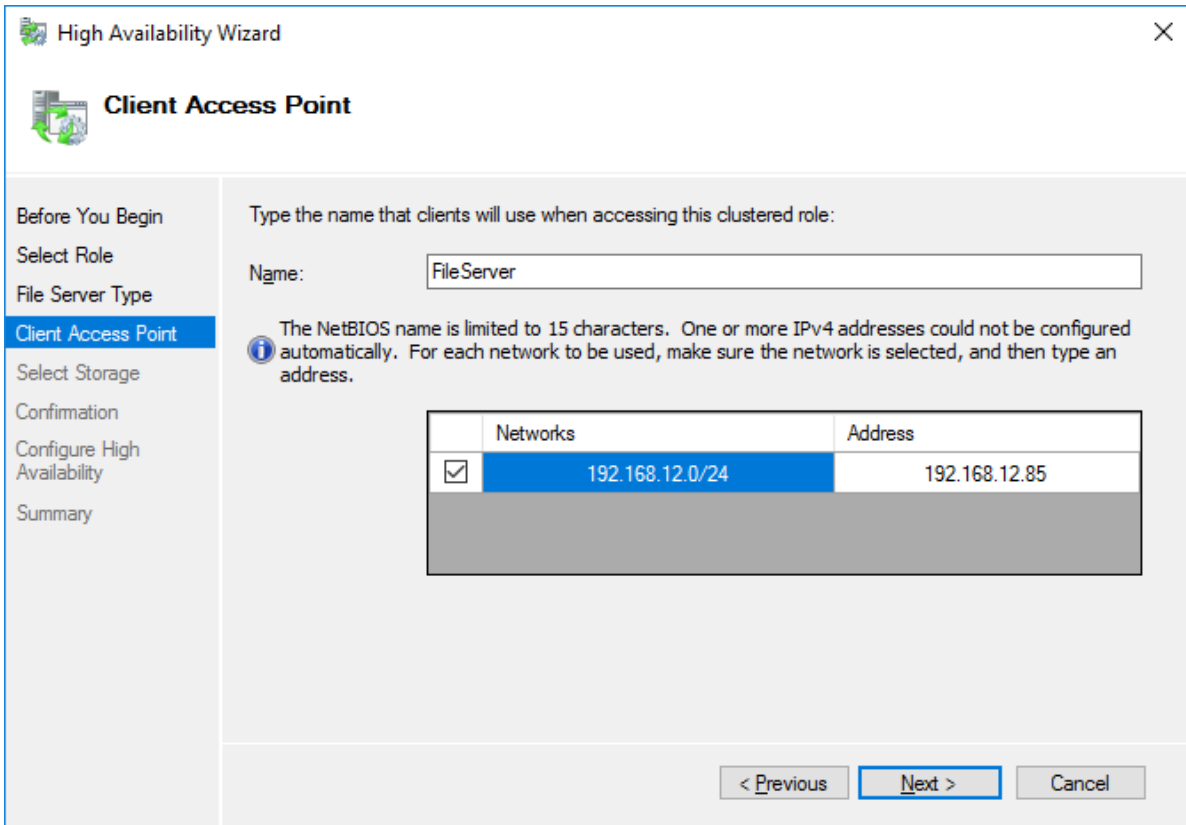 High Availability Wizard
Client Access Point
Before You Begin
Select Role
File Server Type
Client Access Point
Select Storage
Confirmation
Configure High
Availability
Summary
Type the name that clients will use when accessing this clustered role:
Name:
FileServer
The NetBIOS name is limited to 15 characters. One or more IPv4 addresses could not be configured
automatically. For each network to be used, make sure the network is selected, and then type an
address.
Networks Address
192.168.12.0/24 192.168.12.85
< Previous Next > Cancel